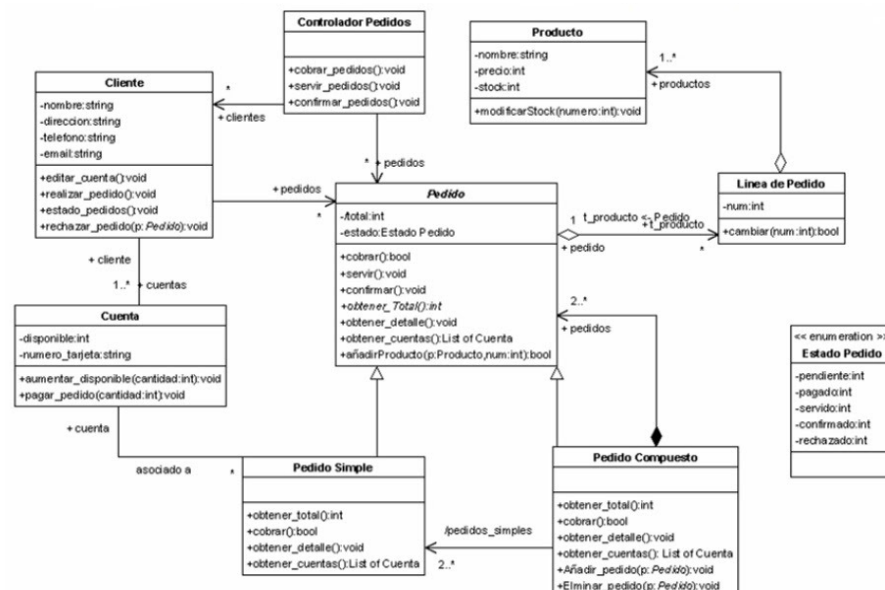 Controlador Pedidos
+cobrar_pedidos():void
+servir_pedidos():void
+confirmar_pedidos():void
Producto
-nombre:string
-precio:int
-stock:int
+modificarStock(numero:int):void
1..*
+ productos
Cliente
-nombre:string
-direccion:string
-telefono:string
-email:string
+editar_cuenta():void
+realizar_pedido():void
+estado_pedidos():void
+rechazar_pedido(p: Pedido):void
*
+ clientes
* + pedidos
+ pedidos
*
Pedido
-/total:int
-estado:Estado Pedido
+cobrar():bool
+servir():void
+confirmar():void
+obtener_Total():int
+obtener_detalle():void
+obtener_cuentas():List of Cuenta
+añadirProducto(p:Producto,num:int):bool
1 t_producto <- Pedido
+t_producto
+ pedido
*
Linea de Pedido
-num:int
+cambiar(num:int):bool
+ cliente
1..* + cuentas
Cuenta
-disponible:int
-numero_tarjeta:string
+aumentar_disponible(cantidad:int):void
+pagar_pedido(cantidad:int):void
2..*
+ pedidos
<< enumeration >>
Estado Pedido
-pendiente:int
-pagado:int
-servido:int
-confirmado:int
-rechazado:int
+ cuenta
asociado a
*
Pedido Simple
+obtener_total():int
+cobrar():bool
+obtener_detalle():void
+obtener_cuentas():List of Cuenta
/pedidos_simples
2..*
Pedido Compuesto
+obtener_total():int
+cobrar():bool
+obtener_detalle():void
+obtener_cuentas(): List of Cuenta
+Añadir_pedido(p: Pedido):void
+Elminar_pedido(p: Pedido):void